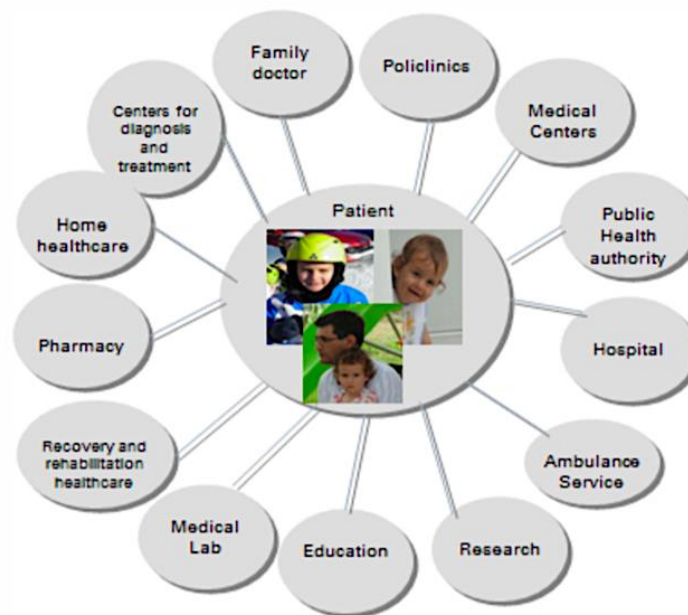 Family
doctor
Policlinics
Medical
Centers
Public
Health
authority
Hospital
Ambulance
Service
Research
Education
Medical
Lab
Recovery and
rehabilitation
healthcare
Pharmacy
Home
healthcare
Centers for
diagnosis
and
treatment
Patient